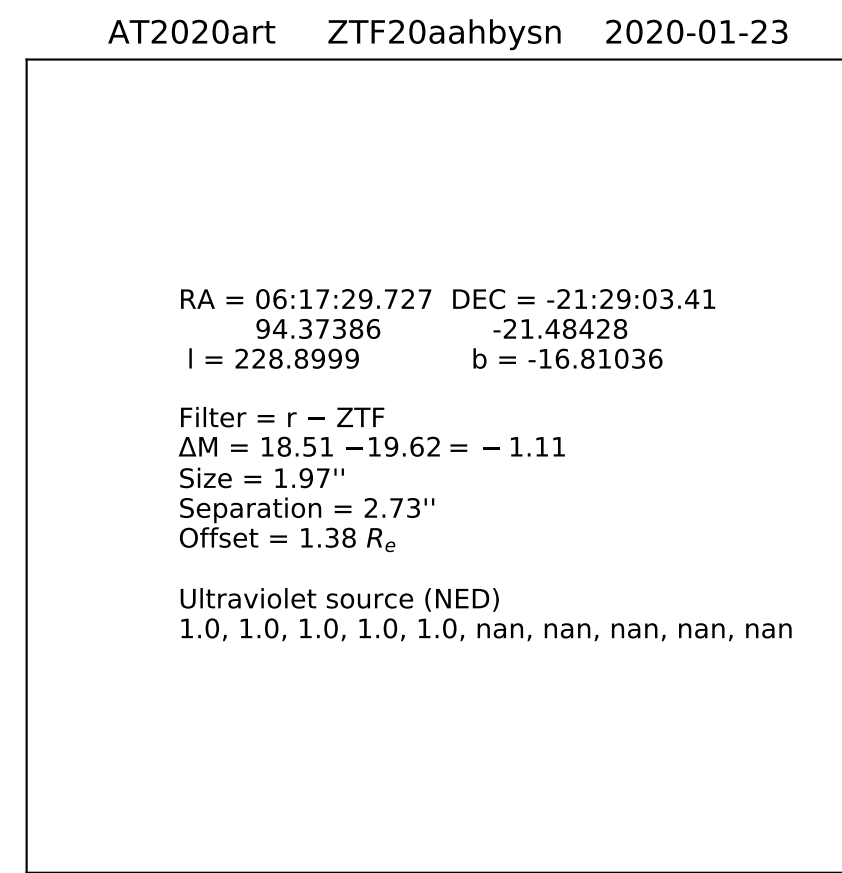 AT2020art ZTF20aahbysn 2020-01-23
RA = 06:17:29.727 DEC = -21:29:03.41
94.37386 -21.48428
l = 228.8999 b = -16.81036
Filter = r − ZTF
ΔM = 18.51 −19.62 = − 1.11
Size = 1.97''
Separation = 2.73''
Offset = 1.38 Re
Ultraviolet source (NED)
1.0, 1.0, 1.0, 1.0, 1.0, nan, nan, nan, nan, nan